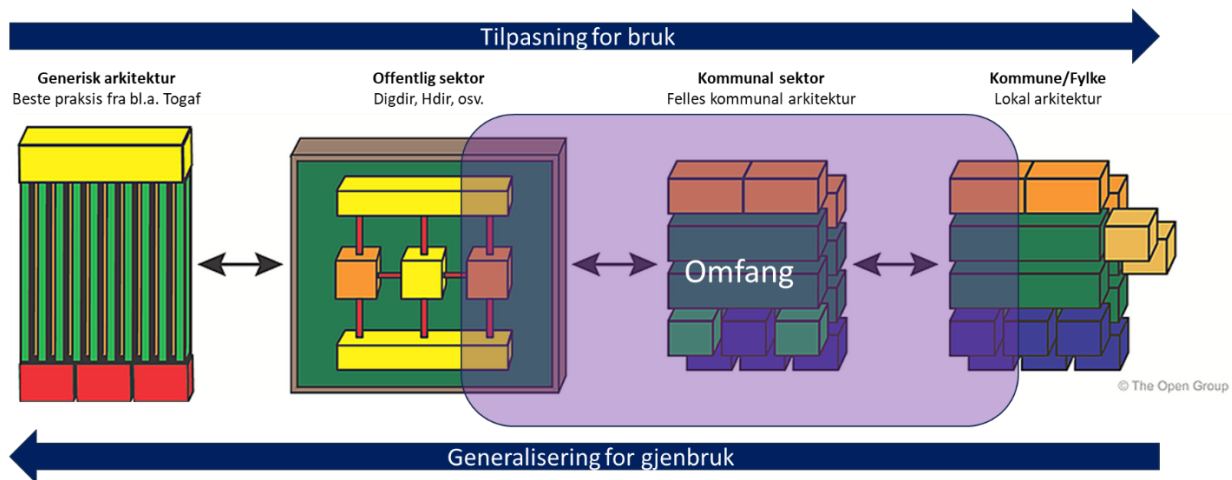 Tilpasning for bruk
Generisk arkitektur
Beste praksis fra bl.a. Togaf
Offentlig sektor
Digdir, Hdir, osv.
Kommunal sektor
Felles kommunal arkitektur
Kommune/Fylke
Lokal arkitektur
Omfang
© The Open Group
Generalisering for gjenbruk